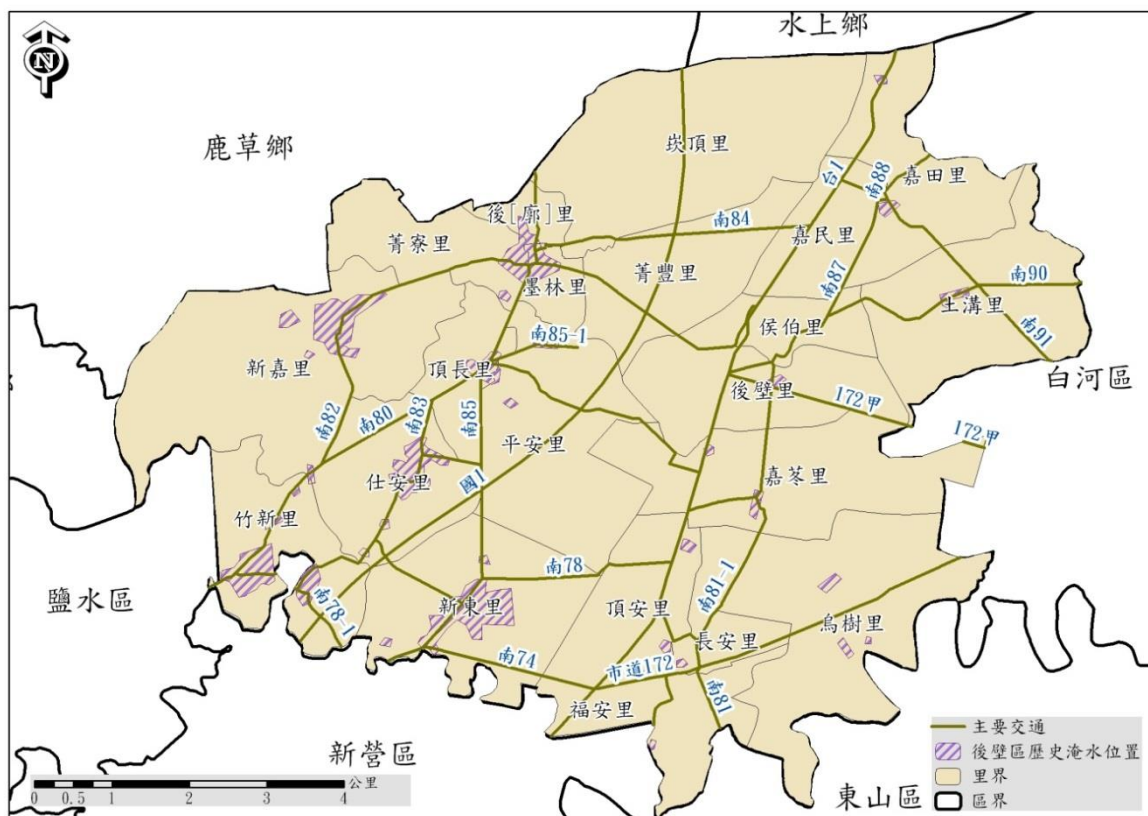 水上鄉
N
鹿草鄉
崁頂里
台1
南88
嘉田里
後[廍]里
南84
嘉民里
菁寮里
菁豐里
墨林里
南87
南90
土溝里
侯伯里
南85-1
南91
新嘉里
頂長里
白河區
後壁里
172甲
172甲
南82
南80
南83
南85
平安里
仕安里
國1
嘉苳里
竹新里
南78
鹽水區
南78-1
新東里
頂安里
南81-1
長安里
烏樹里
南74
市道172
南81
福安里
新營區
東山區
主要交通
後壁區歷史淹水位置
里界
區界
公里
0 0.5 1 2 3 4